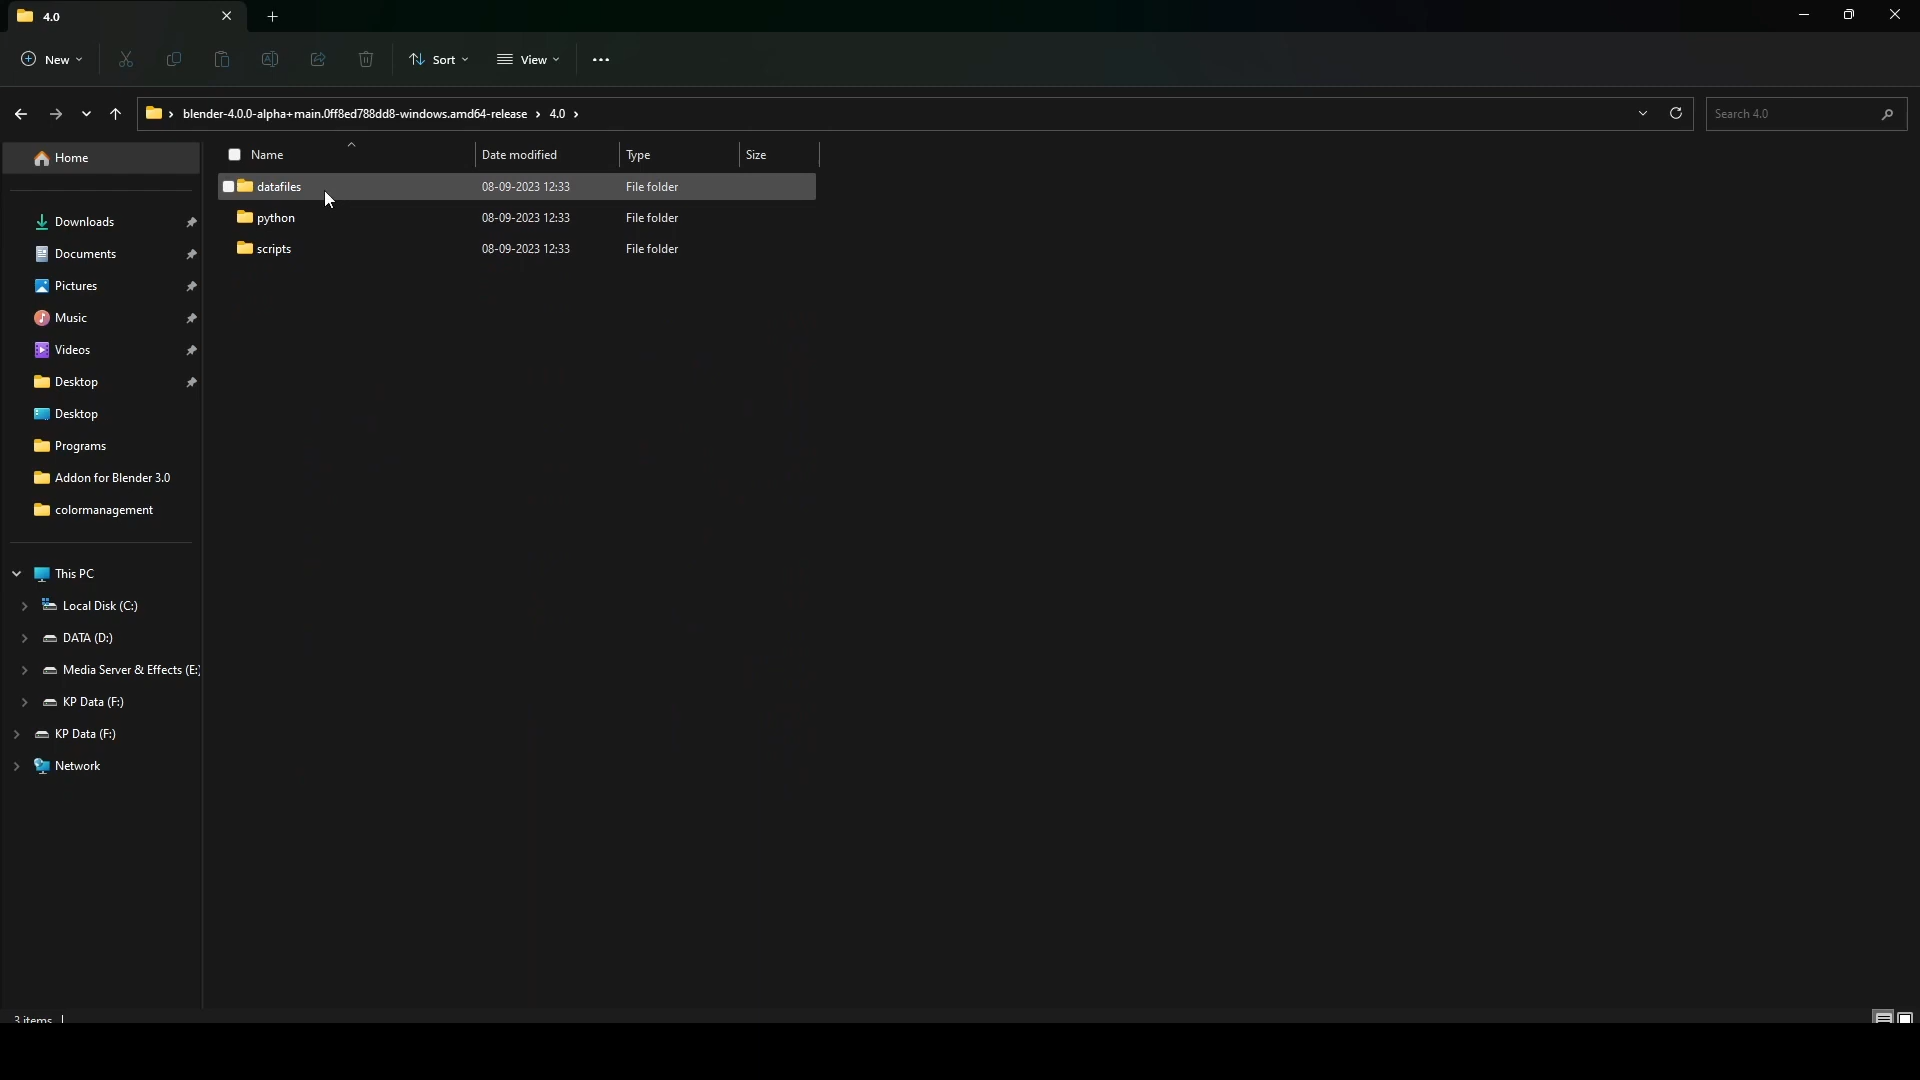 4.0
New
Sort
View
blender-4.0.0-alpha+main.0ff8ed788dd8-windows.amd64-release > 4.0 >
Search 4.0
Home
Name
Date modified
Type
Size
datafiles 08-09-2023 12:33 File folder
python 08-09-2023 12:33 File folder
scripts 08-09-2023 12:33 File folder
Downloads
Documents
Pictures
Music
Videos
Desktop
Desktop
Programs
Addon for Blender 3.0
colormanagement
This PC
Local Disk (C:)
DATA (D:)
Media Server & Effects (E:)
KP Data (F:)
KP Data (F:)
Network
3 items